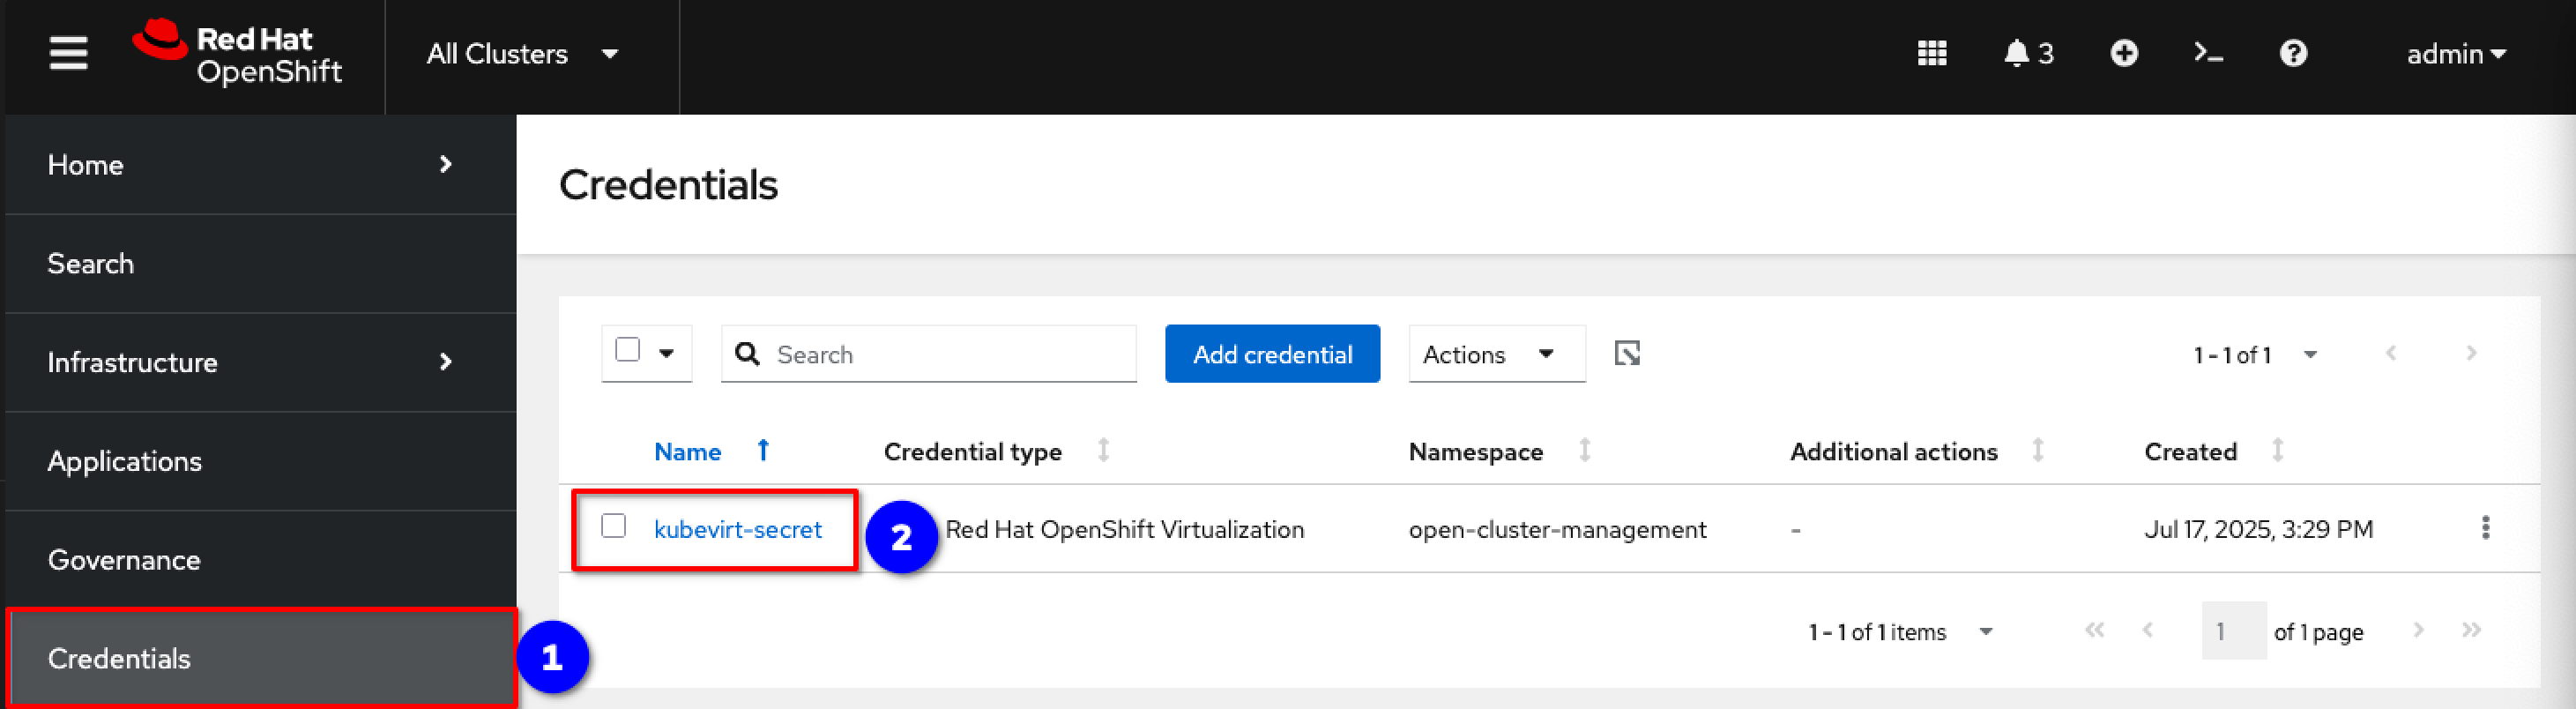 Red Hat
OpenShift
All Clusters
3
admin
Home
Search
Infrastructure
Applications
Governance
Credentials
1
Credentials
Search
Add credential
Actions
1 - 1 of 1
Name
Credential type
Namespace
Additional actions
Created
kubevirt-secret
2
Red Hat OpenShift Virtualization
open-cluster-management
-
Jul 17, 2025, 3:29 PM
1 - 1 of 1 items
1
of 1 page